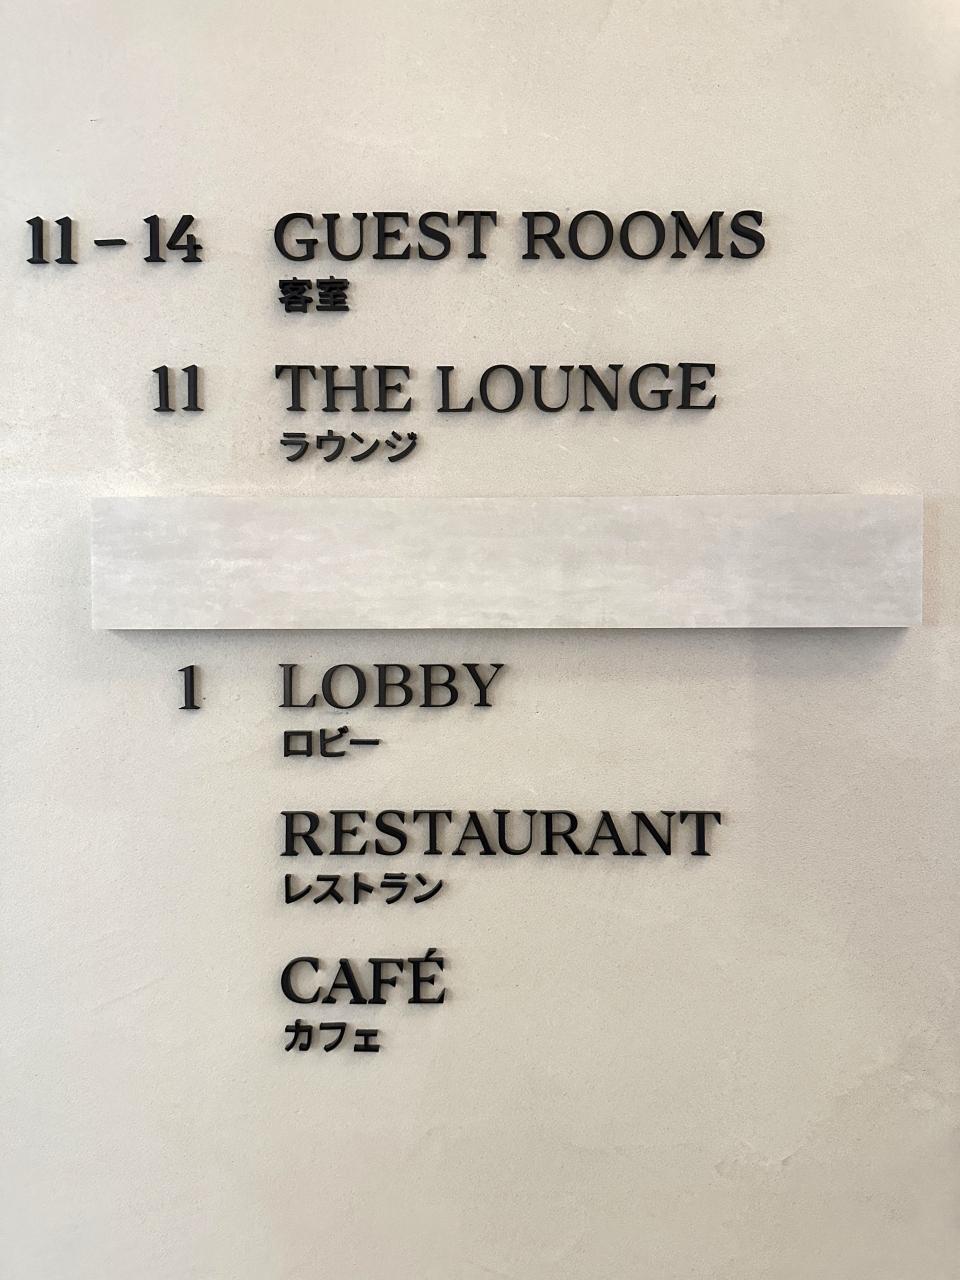 11 – 14 GUEST ROOMS
客室
11 THE LOUNGE
ラウンジ
1 LOBBY
ロビー
RESTAURANT
レストラン
CAFÉ
カフェ